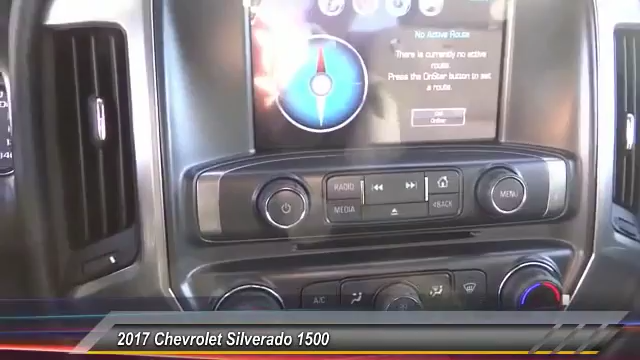 No Active Route
There is currently no active
route.
Press the OnStar button to set
a route.
Call
OnStar
RADIO
MEDIA
BACK
MENU
A/C
2017 Chevrolet Silverado 1500